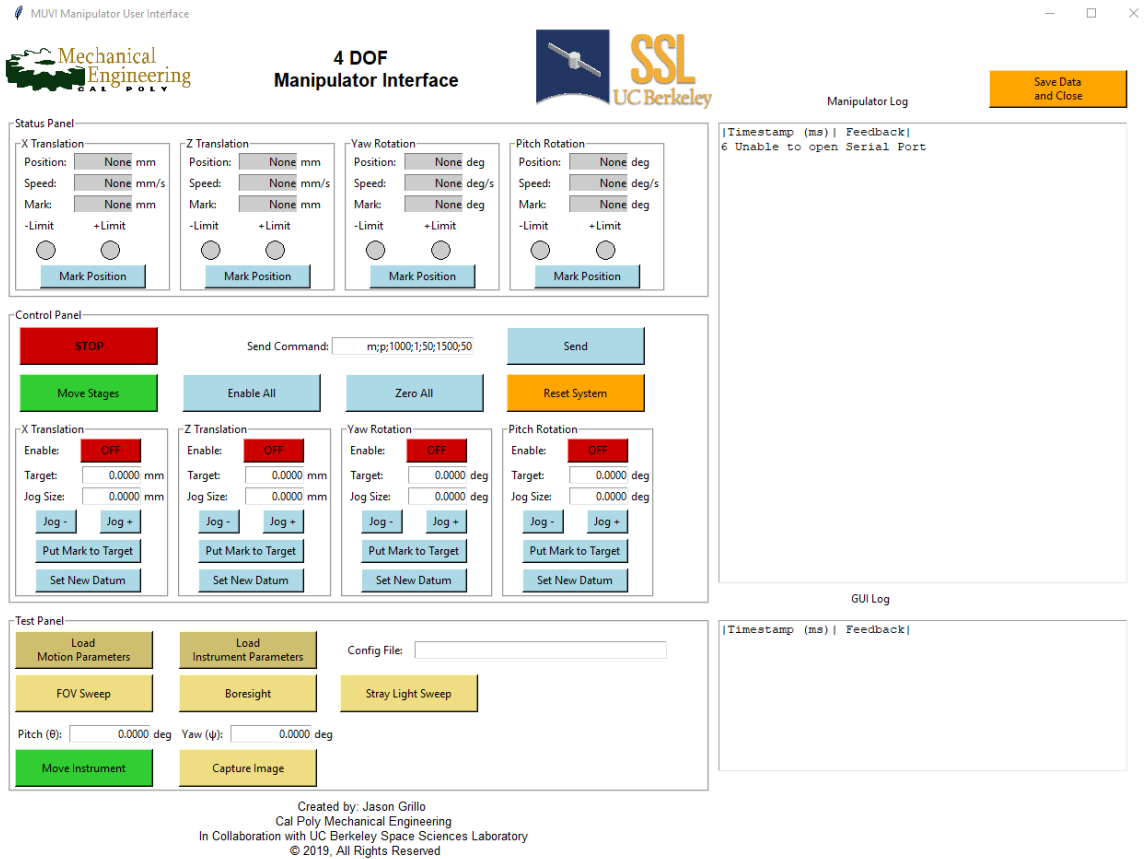 MUVI Manipulator User Interface
Mechanical
Engineering
CAL POLY
4 DOF
Manipulator Interface
SSL
UC Berkeley
Manipulator Log
Save Data
and Close
Status Panel
X Translation
Position: None mm
Speed: None mm/s
Mark: None mm
-Limit +Limit
Mark Position
Z Translation
Position: None mm
Speed: None mm/s
Mark: None mm
-Limit +Limit
Mark Position
Yaw Rotation
Position: None deg
Speed: None deg/s
Mark: None deg
-Limit +Limit
Mark Position
Pitch Rotation
Position: None deg
Speed: None deg/s
Mark: None deg
-Limit +Limit
Mark Position
|Timestamp (ms)| Feedback|
6 Unable to open Serial Port
Control Panel
STOP
Send Command: m;p;1000;1;50;1500;50
Send
Move Stages
Enable All
Zero All
Reset System
X Translation
Enable: OFF
Target: 0.0000 mm
Jog Size: 0.0000 mm
Jog - Jog +
Put Mark to Target
Set New Datum
Z Translation
Enable: OFF
Target: 0.0000 mm
Jog Size: 0.0000 mm
Jog - Jog +
Put Mark to Target
Set New Datum
Yaw Rotation
Enable: OFF
Target: 0.0000 deg
Jog Size: 0.0000 deg
Jog - Jog +
Put Mark to Target
Set New Datum
Pitch Rotation
Enable: OFF
Target: 0.0000 deg
Jog Size: 0.0000 deg
Jog - Jog +
Put Mark to Target
Set New Datum
GUI Log
|Timestamp (ms)| Feedback|
Test Panel
Load
Motion Parameters
Load
Instrument Parameters
Config File:
FOV Sweep
Boresight
Stray Light Sweep
Pitch (θ): 0.0000 deg Yaw (ψ): 0.0000 deg
Move Instrument
Capture Image
Created by: Jason Grillo
Cal Poly Mechanical Engineering
In Collaboration with UC Berkeley Space Sciences Laboratory
© 2019, All Rights Reserved